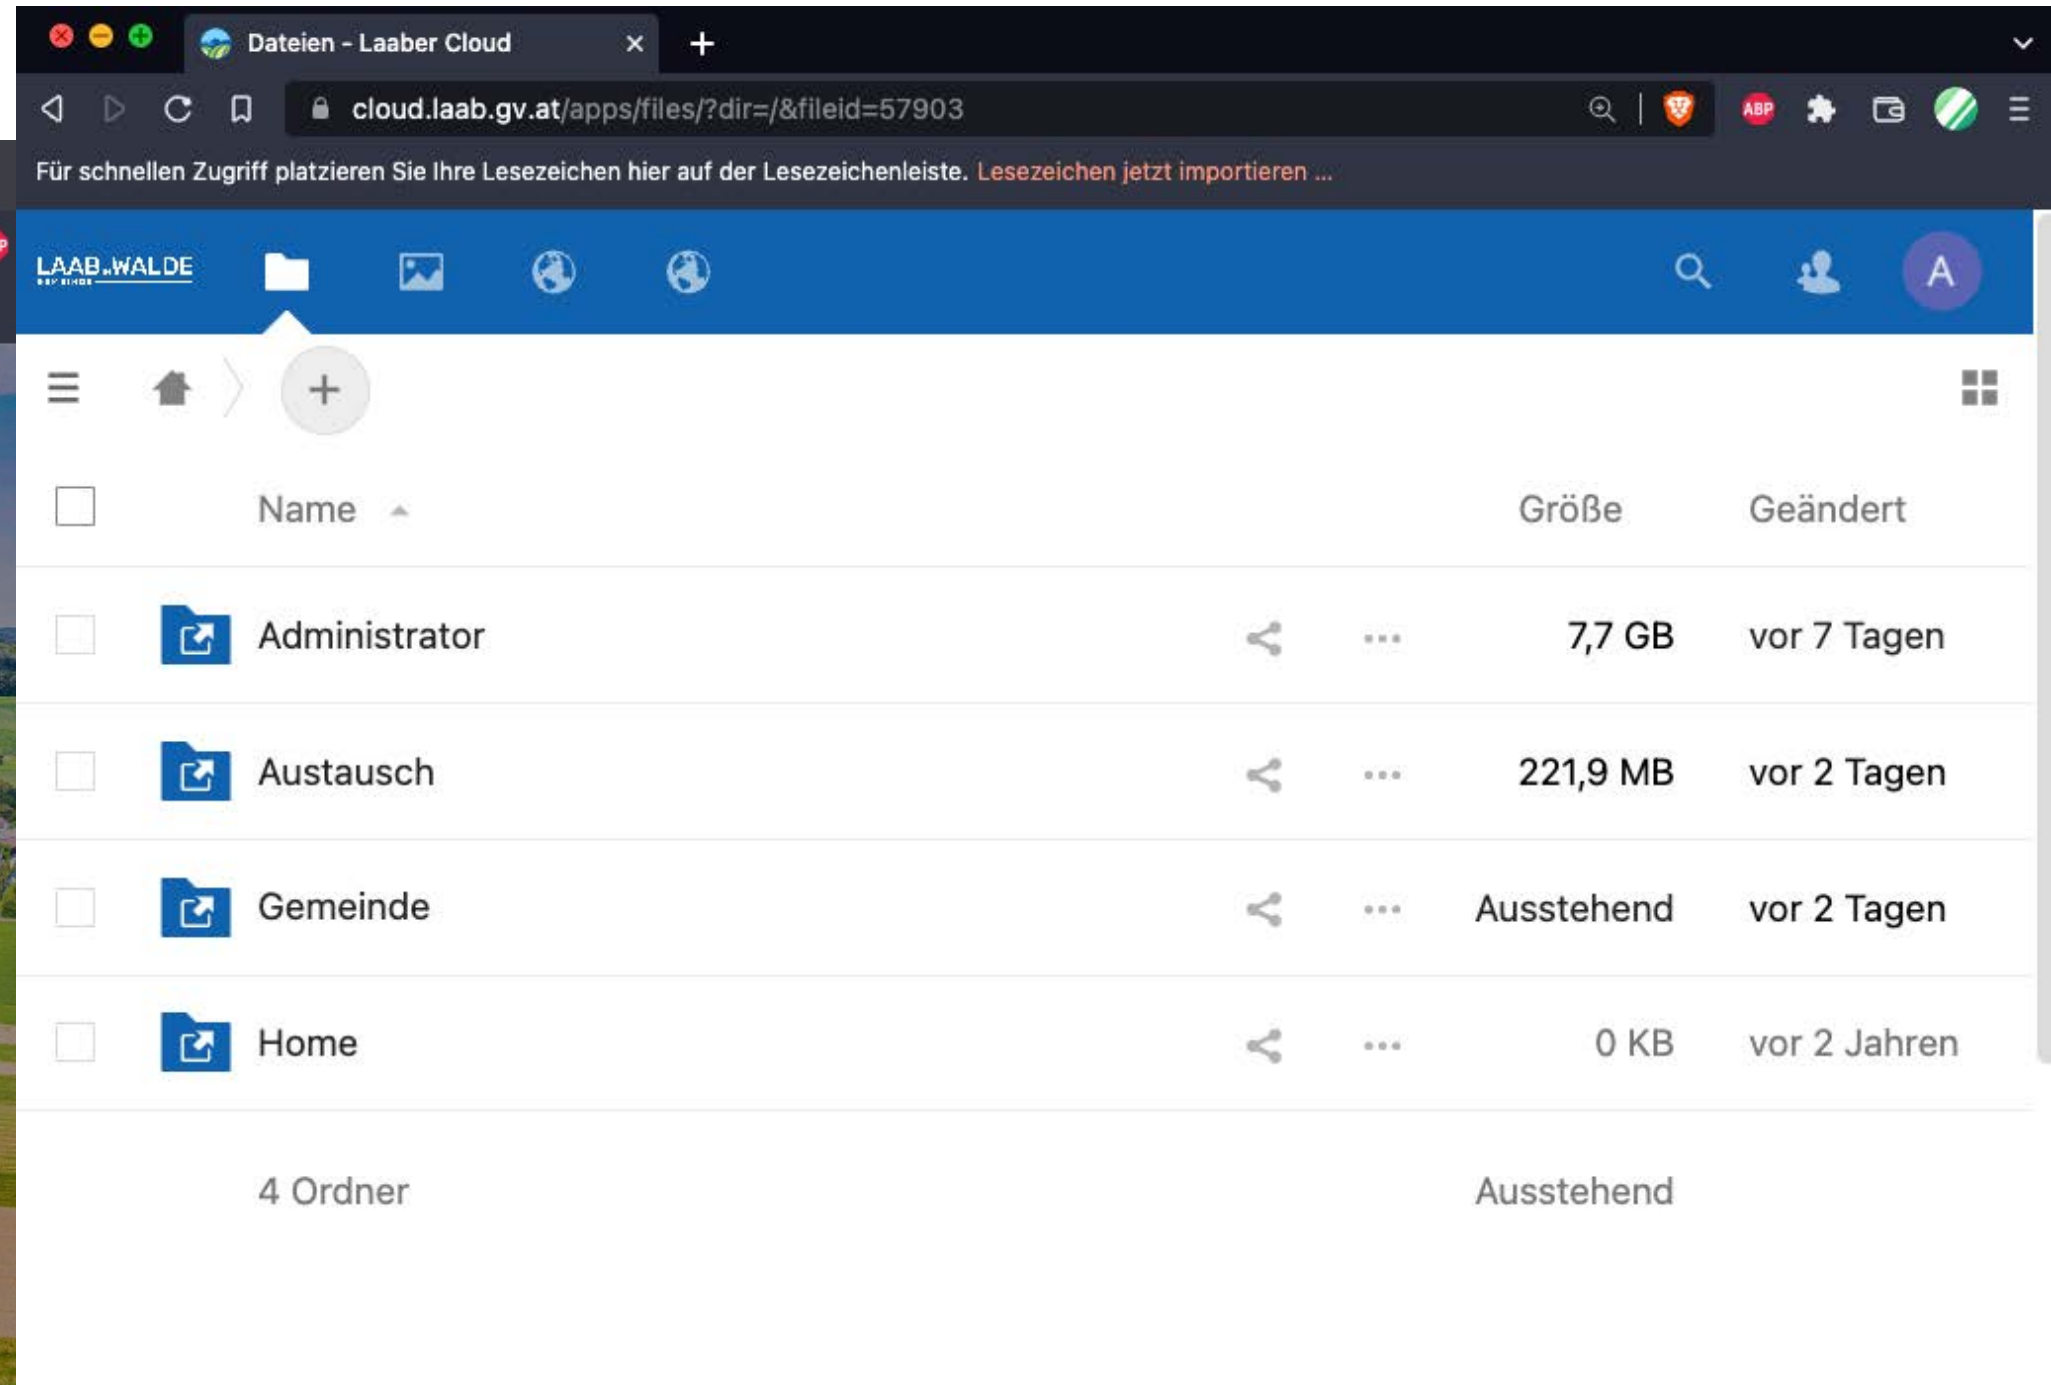 Dateien - Laaber Cloud
cloud.laab.gv.at/apps/files/?dir=/&fileid=57903
ABP
Für schnellen Zugriff platzieren Sie Ihre Lesezeichen hier auf der Lesezeichenleiste. Lesezeichen jetzt importieren ...
LAAB IM WALDE
A
Name Größe Geändert
Administrator 7,7 GB vor 7 Tagen
Austausch 221,9 MB vor 2 Tagen
Gemeinde Ausstehend vor 2 Tagen
Home 0 KB vor 2 Jahren
4 Ordner Ausstehend